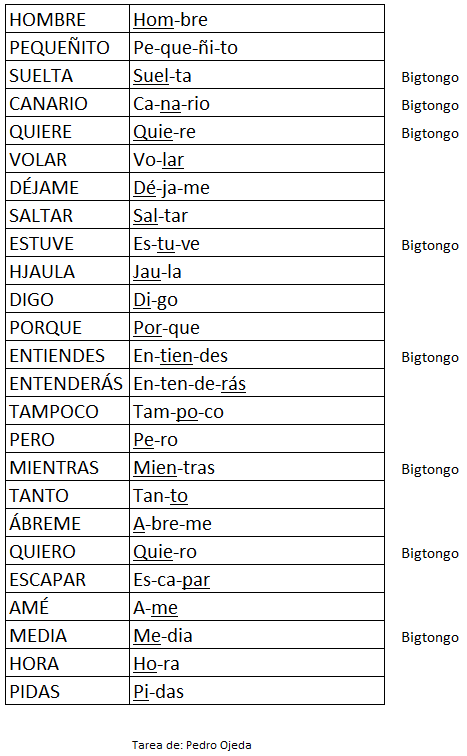 HOMBRE Hom-bre
PEQUEÑITO Pe-que-ñi-to
SUELTA Suel-ta Bigtongo
CANARIO Ca-na-rio Bigtongo
QUIERE Quie-re Bigtongo
VOLAR Vo-lar
DÉJAME Dé-ja-me
SALTAR Sal-tar
ESTUVE Es-tu-ve Bigtongo
HJAULA Jau-la
DIGO Di-go
PORQUE Por-que
ENTIENDES En-tien-des Bigtongo
ENTENDERÁS En-ten-de-rás
TAMPOCO Tam-po-co
PERO Pe-ro
MIENTRAS Mien-tras Bigtongo
TANTO Tan-to
ÁBREME A-bre-me
QUIERO Quie-ro Bigtongo
ESCAPAR Es-ca-par
AMÉ A-me
MEDIA Me-dia Bigtongo
HORA Ho-ra
PIDAS Pi-das
Tarea de: Pedro Ojeda